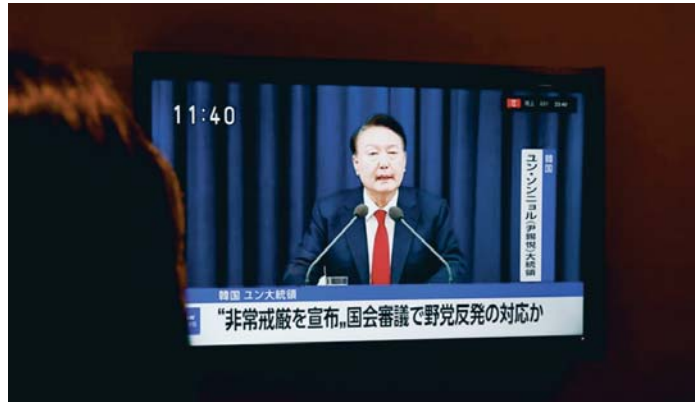 11:40
韓国
ユン・ソンニョル(尹錫悦)大統領
韓国 ユン大統領
“非常戒厳を宣布„国会審議で野党反発の対応か